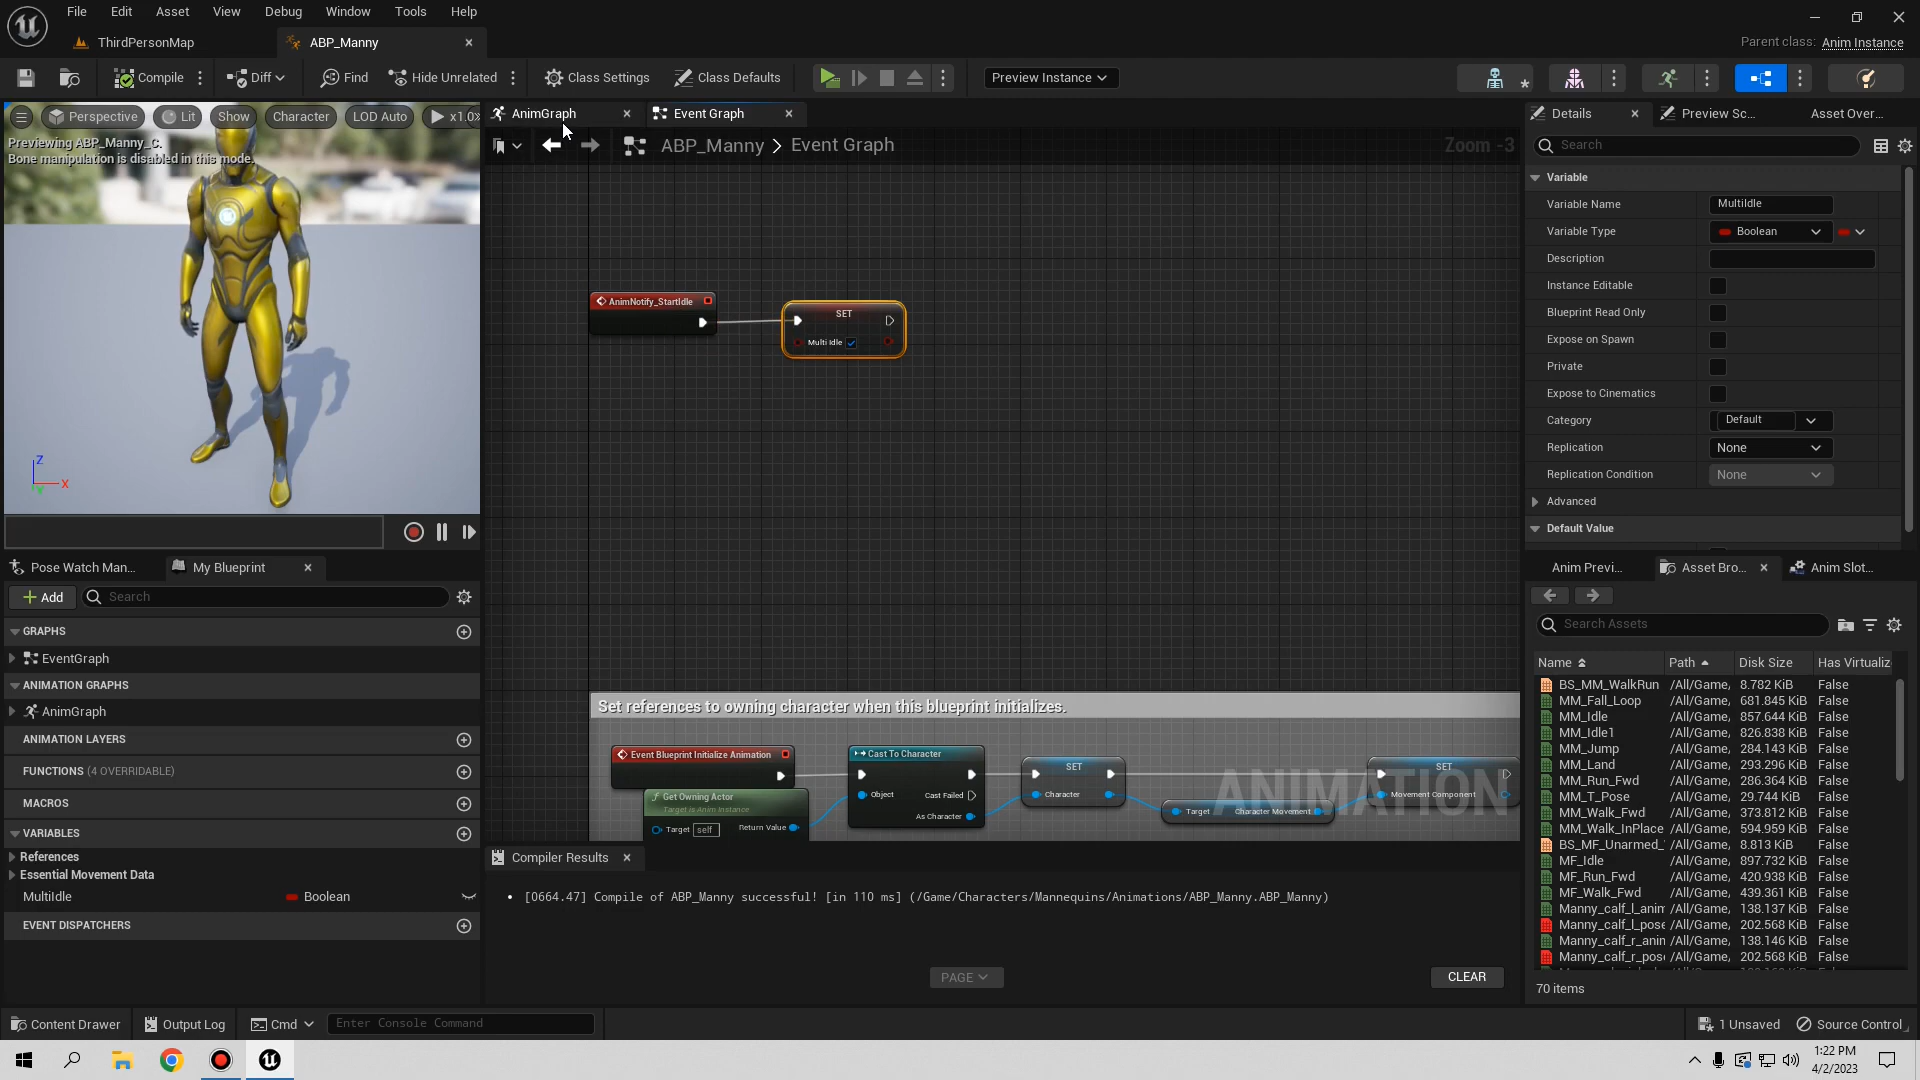 File Edit Asset View Window Debug Tools Help
ThirdPersonMap ABP_Manny
Parent class: Anim Instance
Compile Diff Find Hide Unrelated Class Settings Class Defaults Preview Instance
Perspective Lit Show Character LOD Auto x1.0
Previewing ABP_Manny_C.
Bone manipulation is disabled in this mode.
Z
X
Y
AnimGraph Event Graph
ABP_Manny > Event Graph
Zoom -3
AnimNotify_StartIdle
SET
Multi Idle
Set references to owning character when this blueprint initializes.
Event Blueprint Initialize Animation
Cast To Character
Object
Cast Failed
As Character
f Get Owning Actor
Target is Anim Instance
Target self
Return Value
SET
Character
Target Character Movement
SET
Movement Component
ANIMATION
Pose Watch Man... My Blueprint
Add Search
GRAPHS
EventGraph
ANIMATION GRAPHS
AnimGraph
ANIMATION LAYERS
FUNCTIONS (4 OVERRIDABLE)
MACROS
VARIABLES
References
Essential Movement Data
MultiIdle Boolean
EVENT DISPATCHERS
Compiler Results
• [0664.47] Compile of ABP_Manny successful! [in 110 ms] (/Game/Characters/Mannequins/Animations/ABP_Manny.ABP_Manny)
PAGE
CLEAR
Details Preview Sc... Asset Over...
Search
Variable
Variable Name MultiIdle
Variable Type Boolean
Description
Instance Editable
Blueprint Read Only
Expose on Spawn
Private
Expose to Cinematics
Category Default
Replication None
Replication Condition None
Advanced
Default Value
Anim Previ... Asset Bro... Anim Slot...
Search Assets
Name Path Disk Size Has Virtualiz
BS_MM_WalkRun /All/Game, 8.782 KiB False
MM_Fall_Loop /All/Game, 681.845 KiB False
MM_Idle /All/Game, 857.644 KiB False
MM_Idle1 /All/Game, 826.838 KiB False
MM_Jump /All/Game, 284.143 KiB False
MM_Land /All/Game, 293.296 KiB False
MM_Run_Fwd /All/Game, 286.364 KiB False
MM_T_Pose /All/Game, 29.744 KiB False
MM_Walk_Fwd /All/Game, 373.812 KiB False
MM_Walk_InPlace /All/Game, 594.959 KiB False
BS_MF_Unarmed_ /All/Game, 8.813 KiB False
MF_Idle /All/Game, 897.732 KiB False
MF_Run_Fwd /All/Game, 420.938 KiB False
MF_Walk_Fwd /All/Game, 439.361 KiB False
Manny_calf_l_anim /All/Game, 138.137 KiB False
Manny_calf_l_pose /All/Game, 202.568 KiB False
Manny_calf_r_anim /All/Game, 138.146 KiB False
Manny_calf_r_pose /All/Game, 202.568 KiB False
70 items
Content Drawer Output Log Cmd Enter Console Command
1 Unsaved Source Control
1:22 PM
4/2/2023